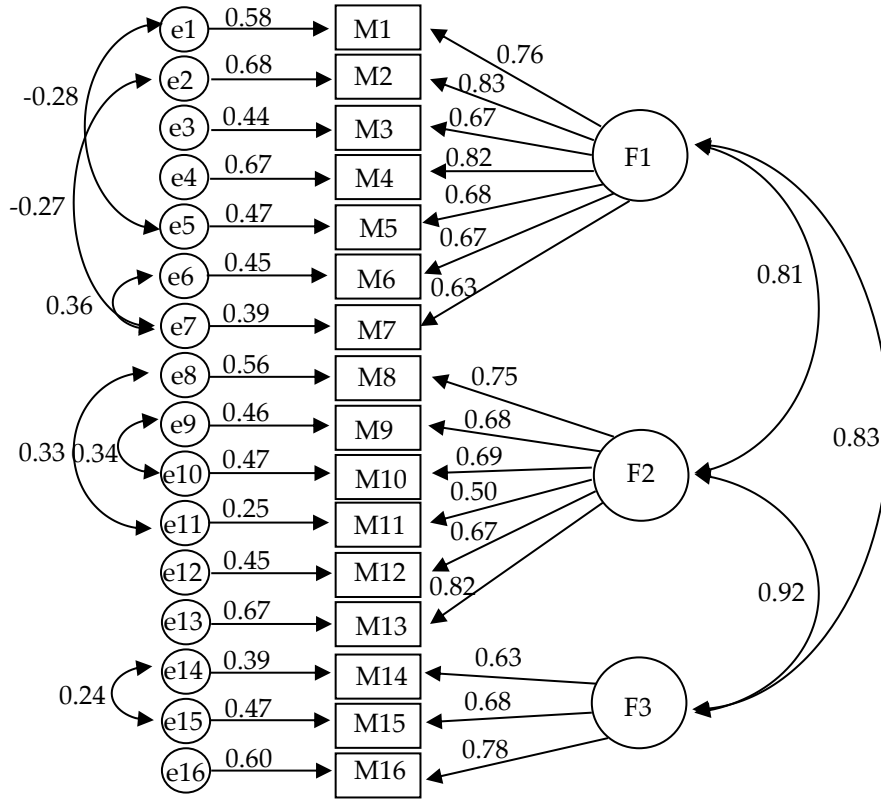 e1 0.58 M1
0.76
e2 0.68 M2
0.83
-0.28
e3 0.44 M3
0.67
F1
e4 0.67 M4
0.82
-0.27
e5 0.47 M5
0.68
e6 0.45 M6
0.67
0.81
0.36
e7 0.39 M7
0.63
e8 0.56 M8
0.75
e9 0.46 M9
0.68
0.33 0.34
0.83
e10 0.47 M10
0.69
F2
e11 0.25 M11
0.50
e12 0.45 M12
0.67
0.92
e13 0.67 M13
0.82
e14 0.39 M14
0.63
0.24
e15 0.47 M15
0.68
F3
e16 0.60 M16
0.78